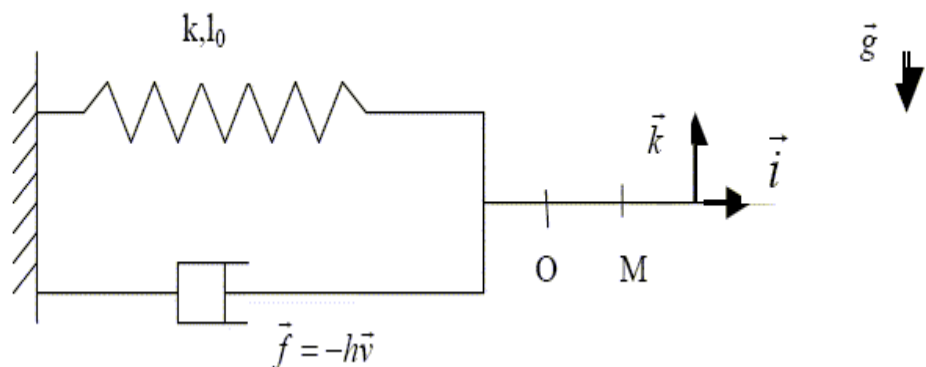 k,l₀
g⃗
k⃗
i⃗
O
M
f⃗ = -hv⃗